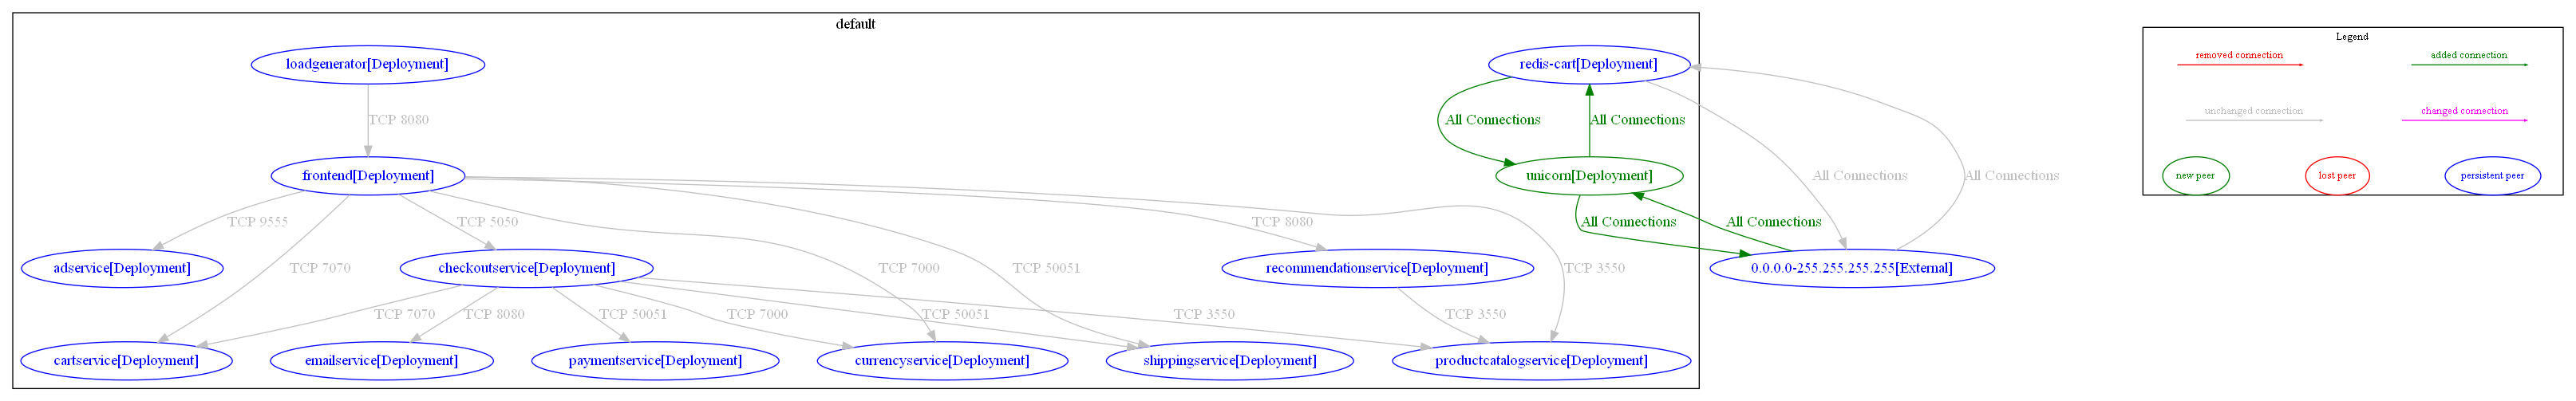 default
Legend
loadgenerator[Deployment]
redis-cart[Deployment]
removed connection
added connection
TCP 8080
All Connections
All Connections
unchanged connection
changed connection
frontend[Deployment]
unicorn[Deployment]
All Connections
All Connections
new peer
lost peer
persistent peer
TCP 9555
TCP 5050
TCP 8080
All Connections
All Connections
TCP 7070
TCP 7000
TCP 50051
TCP 3550
adservice[Deployment]
checkoutservice[Deployment]
recommendationservice[Deployment]
0.0.0.0-255.255.255.255[External]
TCP 7070
TCP 8080
TCP 50051
TCP 7000
TCP 50051
TCP 3550
TCP 3550
cartservice[Deployment]
emailservice[Deployment]
paymentservice[Deployment]
currencyservice[Deployment]
shippingservice[Deployment]
productcatalogservice[Deployment]